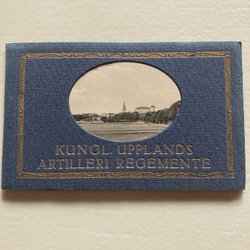 KUNGL. UPPLANDS
ARTILLERI REGEMENTE